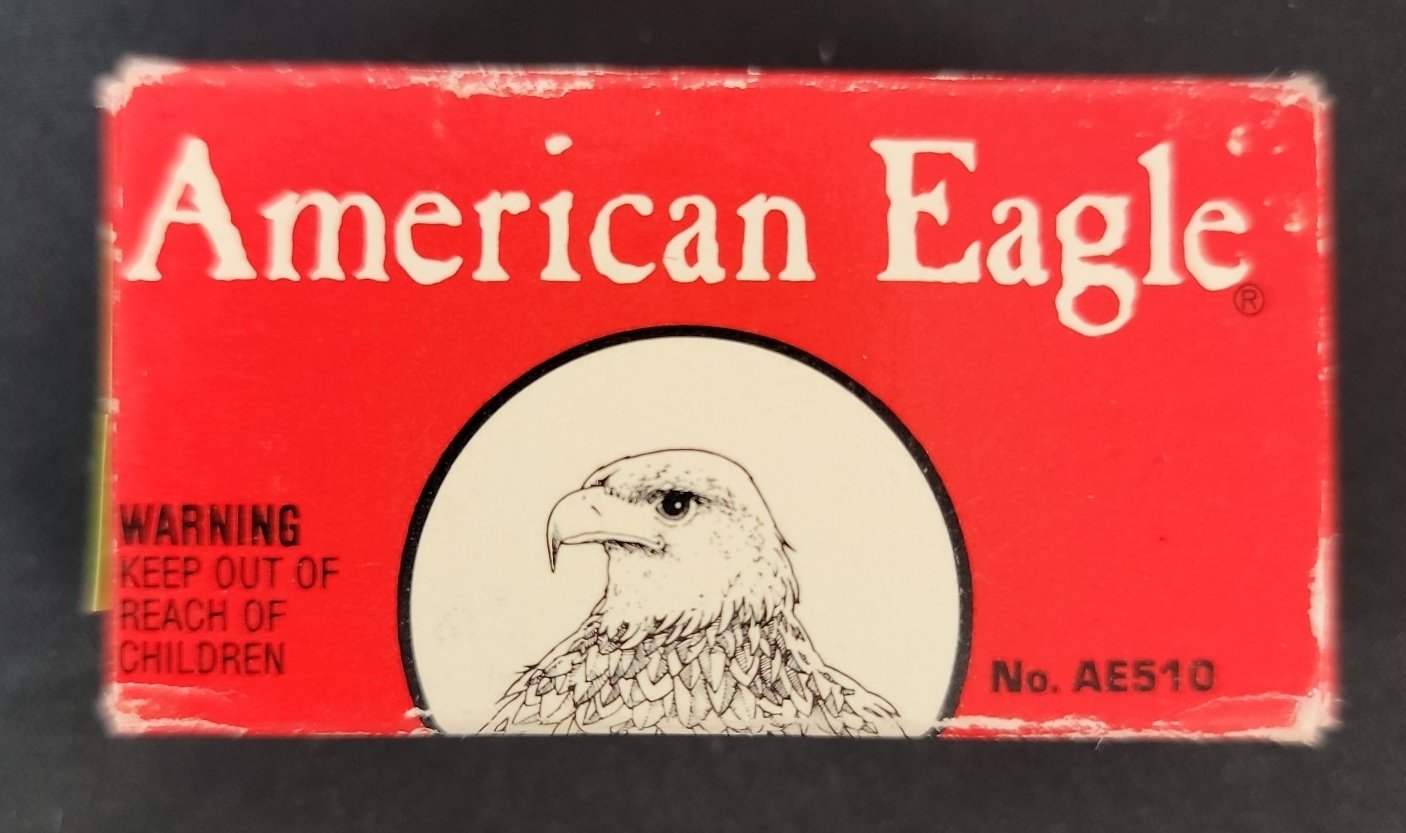 American Eagle®
WARNING
KEEP OUT OF
REACH OF
CHILDREN
No. AE510